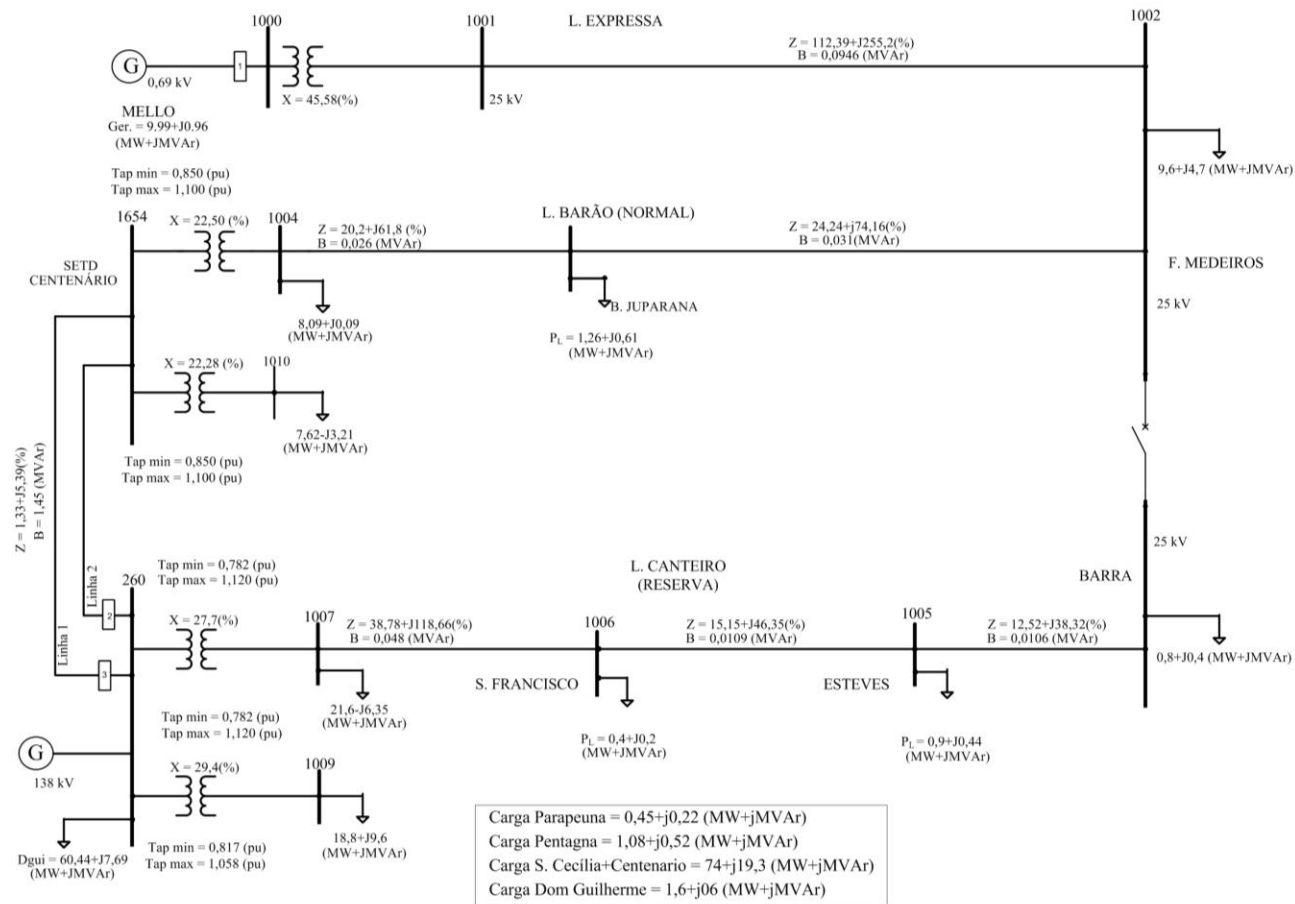 1000
1001
L. EXPRESSA
1002
Z = 112,39+J255,2(%)
B = 0,0946 (MVAr)
G
1
0,69 kV
X = 45,58(%)
25 kV
MELLO
Ger. = 9.99+J0.96
(MW+JMVAr)
9,6+J4,7 (MW+JMVAr)
Tap min = 0,850 (pu)
Tap max = 1,100 (pu)
1654
X = 22,50 (%)
1004
L. BARÃO (NORMAL)
Z = 20,2+J61,8 (%)
B = 0,026 (MVAr)
Z = 24,24+j74,16(%)
B = 0,031(MVAr)
SETD
CENTENÁRIO
F. MEDEIROS
25 kV
8,09+J0,09
(MW+JMVAr)
B. JUPARANA
P_L = 1,26+J0,61
(MW+JMVAr)
X = 22,28 (%)
1010
7,62-J3,21
(MW+JMVAr)
Tap min = 0,850 (pu)
Tap max = 1,100 (pu)
Z = 1,33+J5,39(%)
B = 1,45 (MVAr)
Linha 2
Linha 1
25 kV
BARRA
Tap min = 0,782 (pu)
Tap max = 1,120 (pu)
260
L. CANTEIRO
(RESERVA)
2
X = 27,7(%)
1007
Z = 38,78+J118,66(%)
B = 0,048 (MVAr)
1006
Z = 15,15+J46,35(%)
B = 0,0109 (MVAr)
1005
Z = 12,52+J38,32(%)
B = 0,0106 (MVAr)
0,8+J0,4 (MW+JMVAr)
3
S. FRANCISCO
ESTEVES
21,6-J6,35
(MW+JMVAr)
Tap min = 0,782 (pu)
Tap max = 1,120 (pu)
P_L = 0,4+J0,2
(MW+JMVAr)
P_L = 0,9+J0,44
(MW+JMVAr)
G
138 kV
X = 29,4(%)
1009
18,8+J9,6
(MW+JMVAr)
Dgui = 60,44+J7,69
(MW+JMVAr)
Tap min = 0,817 (pu)
Tap max = 1,058 (pu)
Carga Parapeuna = 0,45+j0,22 (MW+jMVAr)
Carga Pentagna = 1,08+j0,52 (MW+jMVAr)
Carga S. Cecília+Centenario = 74+j19,3 (MW+jMVAr)
Carga Dom Guilherme = 1,6+j06 (MW+jMVAr)